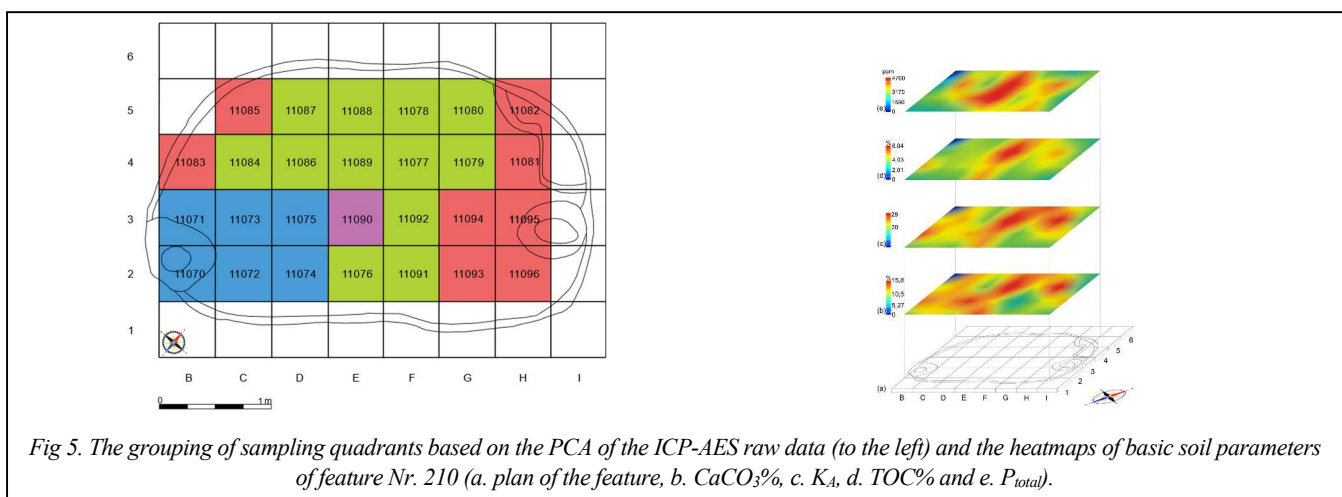 6
5
11085 11087 11088 11078 11080 11082
4
11083 11084 11086 11089 11077 11079 11081
3
11071 11073 11075 11090 11092 11094 11095
2
11070 11072 11074 11076 11091 11093 11096
1
B C D E F G H I
0 1 m
ppm
4760
3170
1590
0
(e)
%
6,04
4,03
2,01
0
(d)
29
20
(c)
%
15,8
10,5
5,27
0
(b)
6
5
4
3
2
1
(a)
B C D E F G H I
Fig 5. The grouping of sampling quadrants based on the PCA of the ICP-AES raw data (to the left) and the heatmaps of basic soil parameters
of feature Nr. 210 (a. plan of the feature, b. CaCO₃%, c. K_A, d. TOC% and e. P_total).